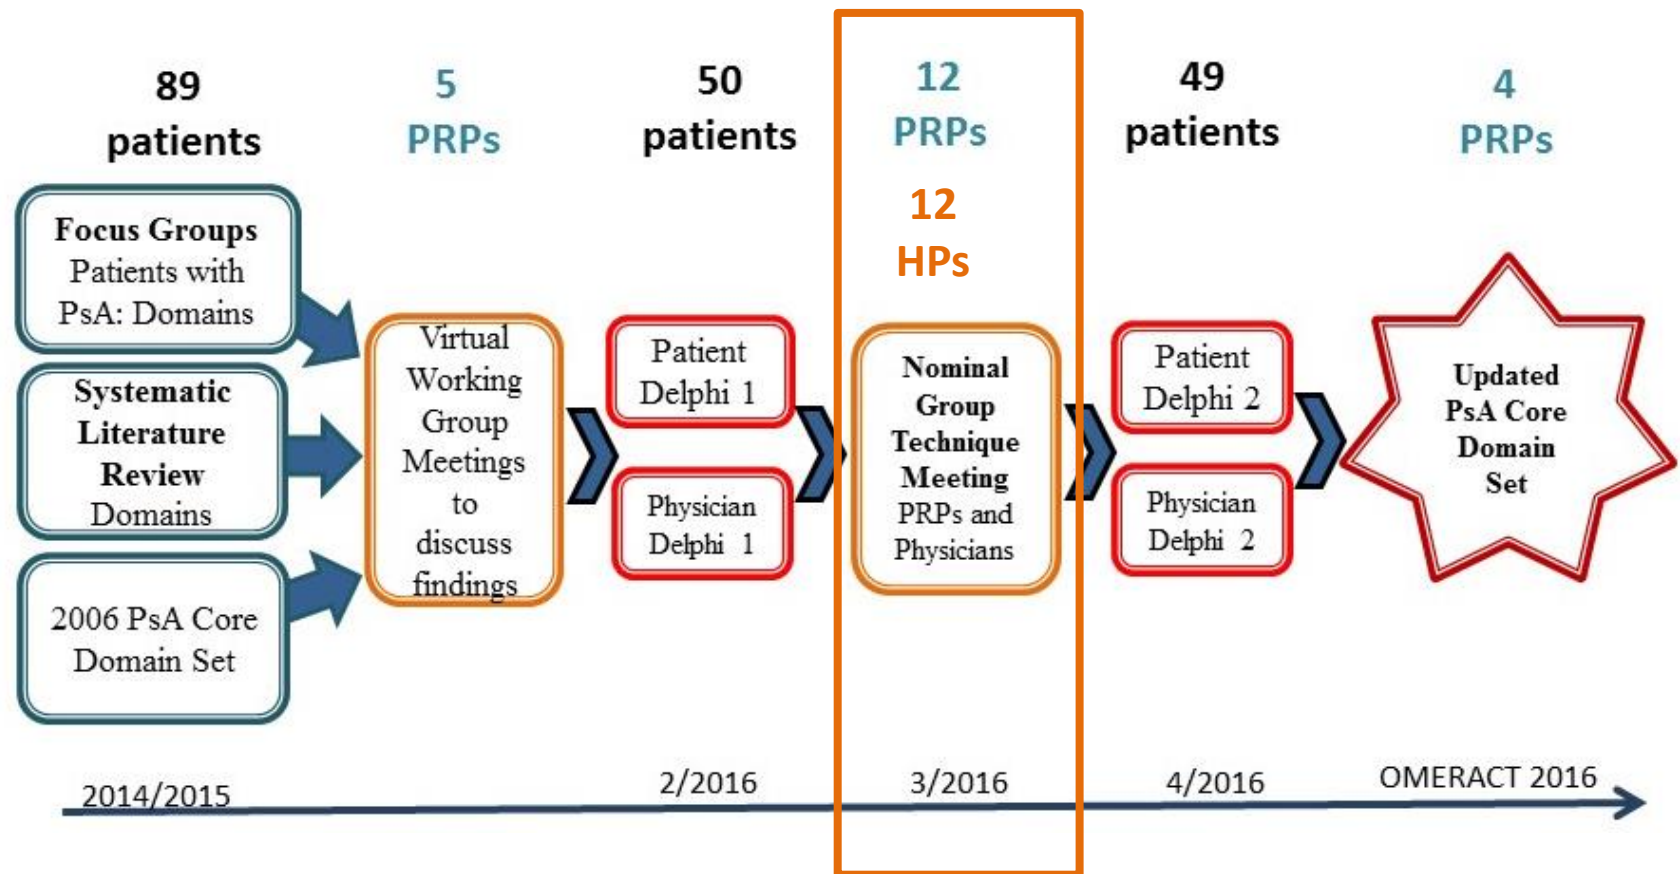 89
patients
5
PRPs
50
patients
12
PRPs
12
HPs
49
patients
4
PRPs
Focus Groups
Patients with
PsA: Domains
Systematic
Literature
Review
Domains
2006 PsA Core
Domain Set
Virtual
Working
Group
Meetings
to
discuss
findings
Patient
Delphi 1
Physician
Delphi 1
Nominal
Group
Technique
Meeting
PRPs and
Physicians
Patient
Delphi 2
Physician
Delphi 2
Updated
PsA Core
Domain
Set
2014/2015
2/2016
3/2016
4/2016
OMERACT 2016